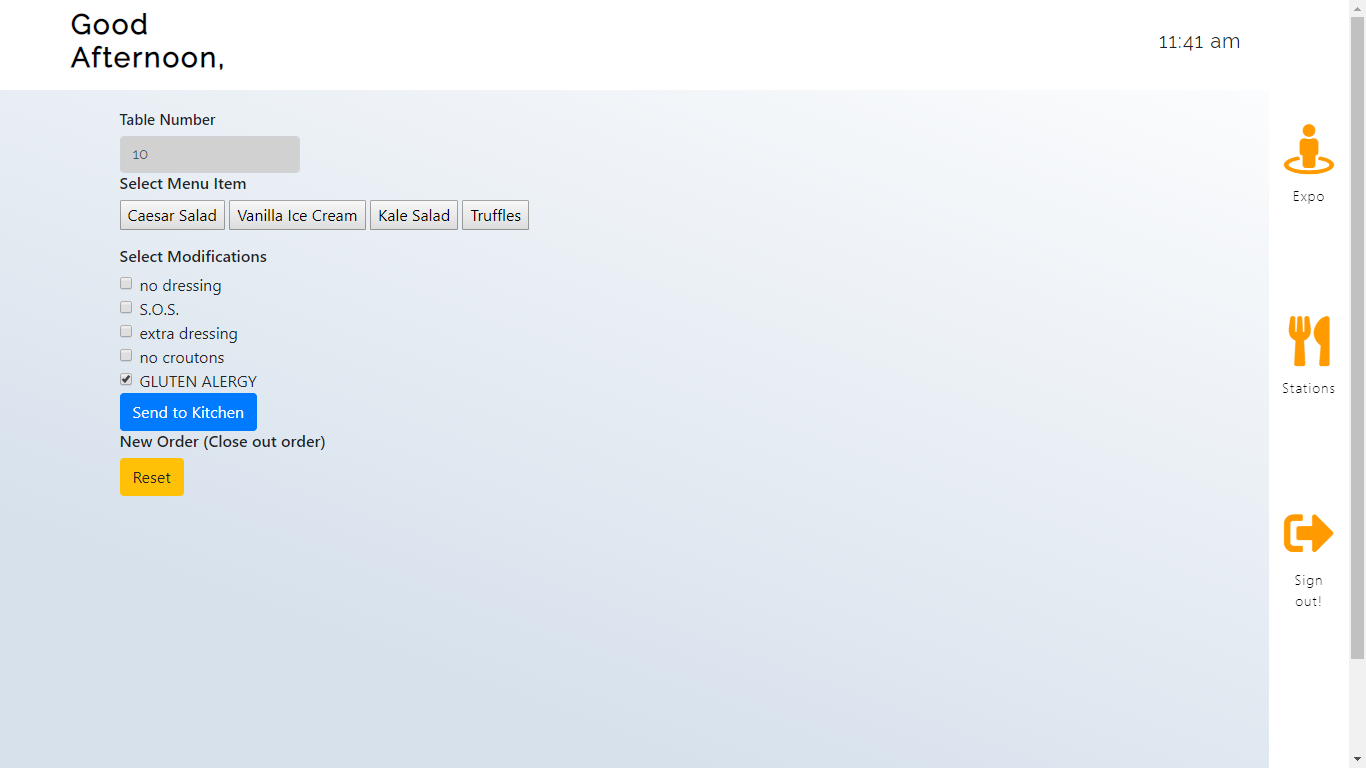 Good
Afternoon,
11:41 am
Table Number
10
Select Menu Item
Caesar Salad Vanilla Ice Cream Kale Salad Truffles
Select Modifications
no dressing
S.O.S.
extra dressing
no croutons
GLUTEN ALERGY
Send to Kitchen
New Order (Close out order)
Reset
Expo
Stations
Sign
out!